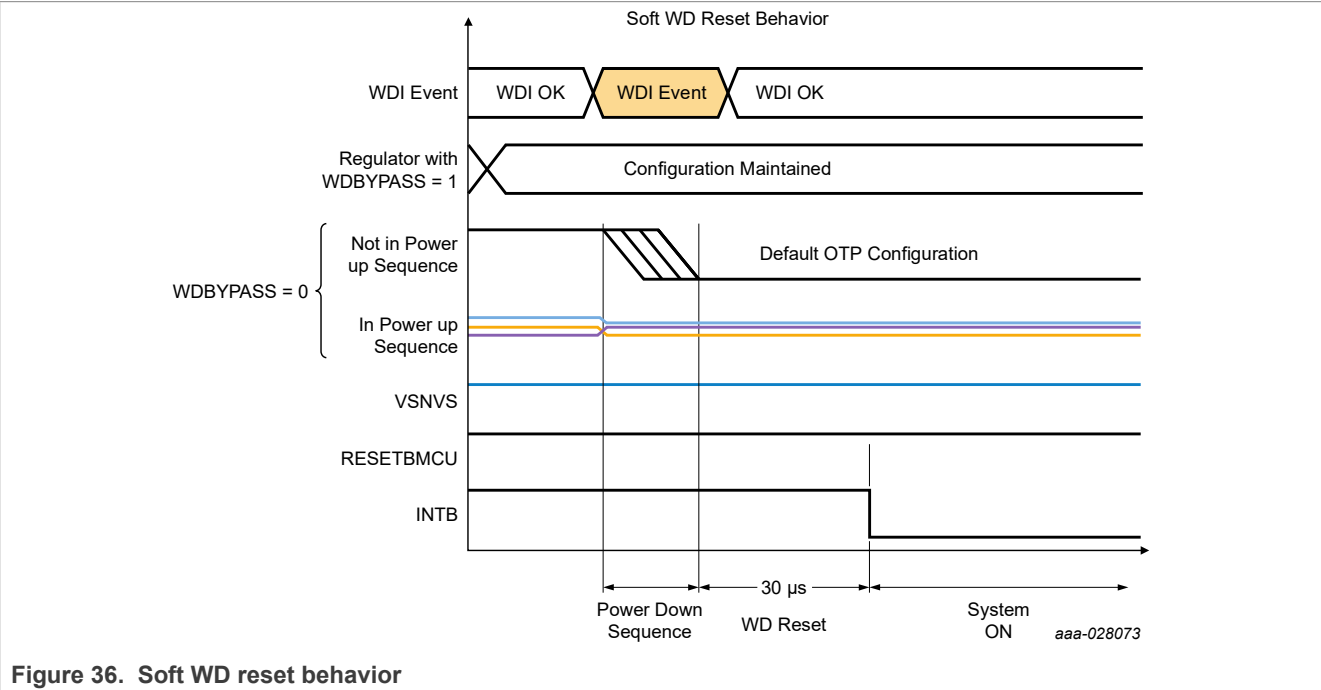 Soft WD Reset Behavior
WDI Event
WDI OK
WDI Event
WDI OK
Regulator with
WDBYPASS = 1
Configuration Maintained
WDBYPASS = 0
Not in Power
up Sequence
Default OTP Configuration
In Power up
Sequence
VSNVS
RESETBMCU
INTB
30 µs
Power Down
Sequence
WD Reset
System
ON
aaa-028073
Figure 36. Soft WD reset behavior